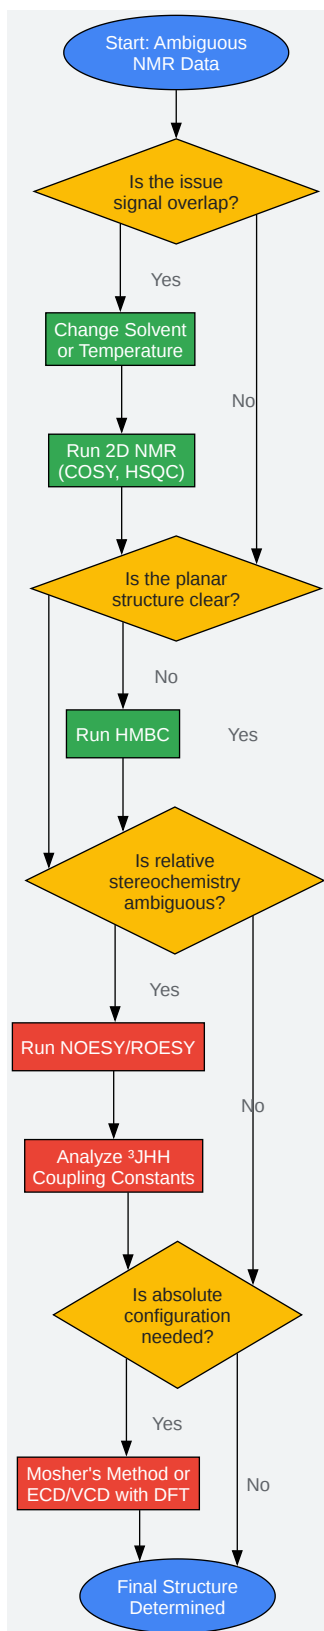 Start: Ambiguous
NMR Data
Is the issue
signal overlap?
Yes
Change Solvent
or Temperature
No
Run 2D NMR
(COSY, HSQC)
Is the planar
structure clear?
No
Run HMBC
Yes
Is relative
stereochemistry
ambiguous?
Yes
Run NOESY/ROESY
No
Analyze ³JHH
Coupling Constants
Is absolute
configuration
needed?
Yes
Mosher's Method or
ECD/VCD with DFT
No
Final Structure
Determined